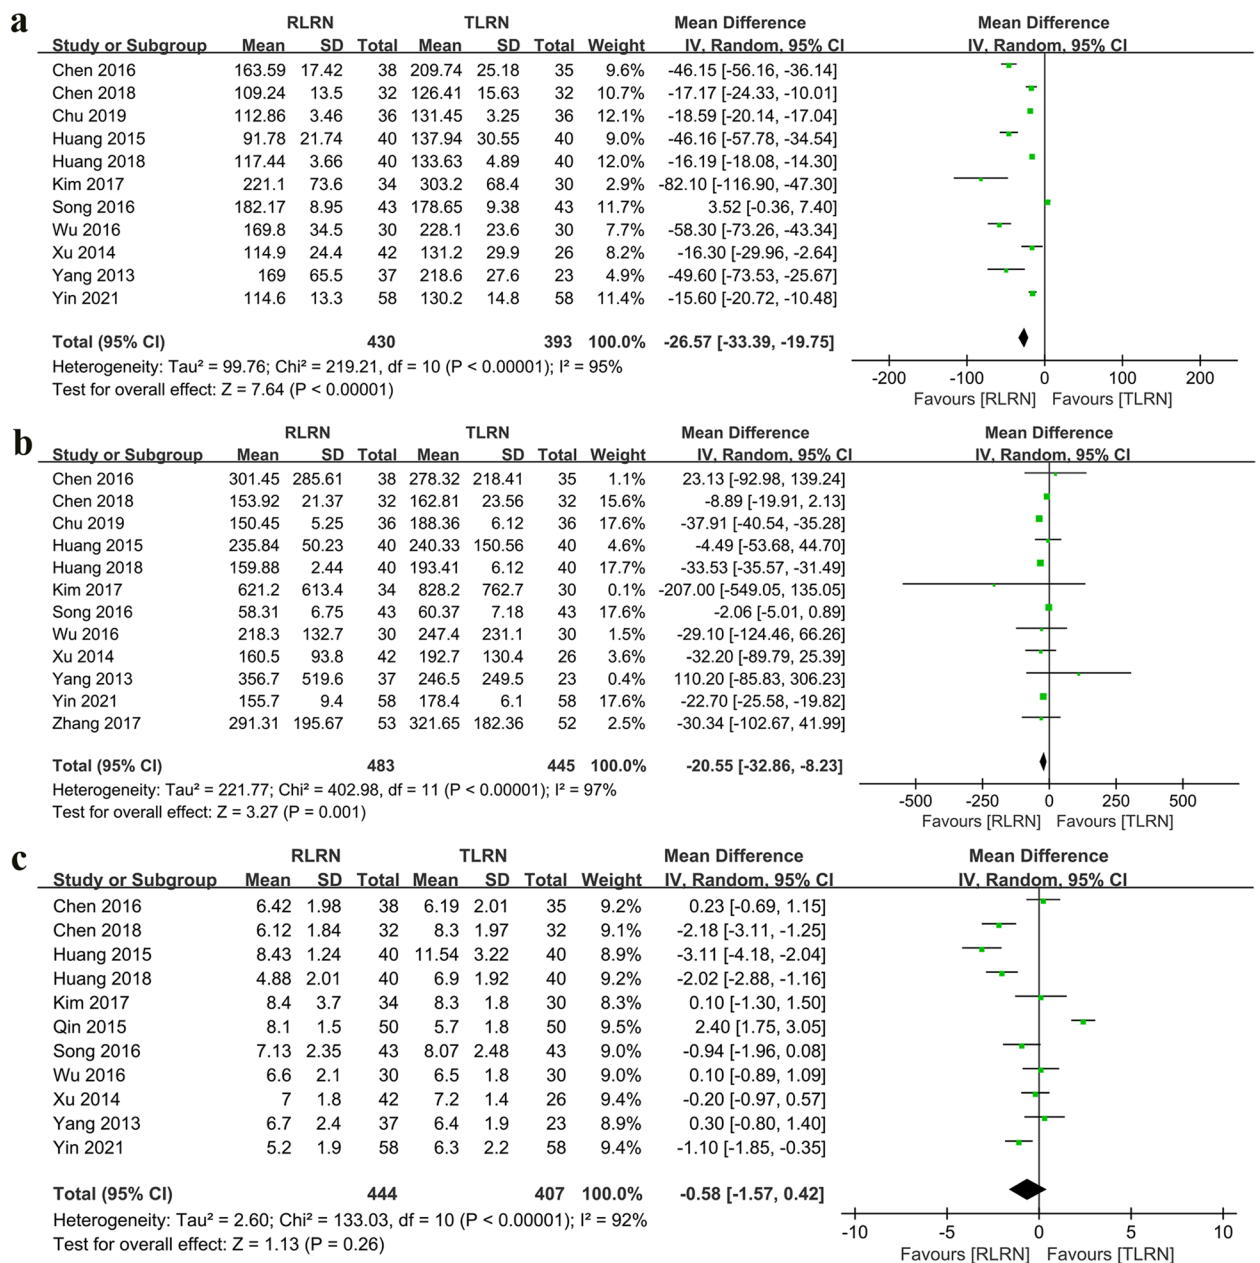 a
RLRN TLRN Mean Difference Mean Difference
Study or Subgroup Mean SD Total Mean SD Total Weight IV, Random, 95% CI IV, Random, 95% CI
Chen 2016 163.59 17.42 38 209.74 25.18 35 9.6% -46.15 [-56.16, -36.14]
Chen 2018 109.24 13.5 32 126.41 15.63 32 10.7% -17.17 [-24.33, -10.01]
Chu 2019 112.86 3.46 36 131.45 3.25 36 12.1% -18.59 [-20.14, -17.04]
Huang 2015 91.78 21.74 40 137.94 30.55 40 9.0% -46.16 [-57.78, -34.54]
Huang 2018 117.44 3.66 40 133.63 4.89 40 12.0% -16.19 [-18.08, -14.30]
Kim 2017 221.1 73.6 34 303.2 68.4 30 2.9% -82.10 [-116.90, -47.30]
Song 2016 182.17 8.95 43 178.65 9.38 43 11.7% 3.52 [-0.36, 7.40]
Wu 2016 169.8 34.5 30 228.1 23.6 30 7.7% -58.30 [-73.26, -43.34]
Xu 2014 114.9 24.4 42 131.2 29.9 26 8.2% -16.30 [-29.96, -2.64]
Yang 2013 169 65.5 37 218.6 27.6 23 4.9% -49.60 [-73.53, -25.67]
Yin 2021 114.6 13.3 58 130.2 14.8 58 11.4% -15.60 [-20.72, -10.48]
Total (95% CI) 430 393 100.0% -26.57 [-33.39, -19.75]
Heterogeneity: Tau² = 99.76; Chi² = 219.21, df = 10 (P < 0.00001); I² = 95%
Test for overall effect: Z = 7.64 (P < 0.00001)
-200 -100 0 100 200
Favours [RLRN] Favours [TLRN]
b
RLRN TLRN Mean Difference Mean Difference
Study or Subgroup Mean SD Total Mean SD Total Weight IV, Random, 95% CI IV, Random, 95% CI
Chen 2016 301.45 285.61 38 278.32 218.41 35 1.1% 23.13 [-92.98, 139.24]
Chen 2018 153.92 21.37 32 162.81 23.56 32 15.6% -8.89 [-19.91, 2.13]
Chu 2019 150.45 5.25 36 188.36 6.12 36 17.6% -37.91 [-40.54, -35.28]
Huang 2015 235.84 50.23 40 240.33 150.56 40 4.6% -4.49 [-53.68, 44.70]
Huang 2018 159.88 2.44 40 193.41 6.12 40 17.7% -33.53 [-35.57, -31.49]
Kim 2017 621.2 613.4 34 828.2 762.7 30 0.1% -207.00 [-549.05, 135.05]
Song 2016 58.31 6.75 43 60.37 7.18 43 17.6% -2.06 [-5.01, 0.89]
Wu 2016 218.3 132.7 30 247.4 231.1 30 1.5% -29.10 [-124.46, 66.26]
Xu 2014 160.5 93.8 42 192.7 130.4 26 3.6% -32.20 [-89.79, 25.39]
Yang 2013 356.7 519.6 37 246.5 249.5 23 0.4% 110.20 [-85.83, 306.23]
Yin 2021 155.7 9.4 58 178.4 6.1 58 17.6% -22.70 [-25.58, -19.82]
Zhang 2017 291.31 195.67 53 321.65 182.36 52 2.5% -30.34 [-102.67, 41.99]
Total (95% CI) 483 445 100.0% -20.55 [-32.86, -8.23]
Heterogeneity: Tau² = 221.77; Chi² = 402.98, df = 11 (P < 0.00001); I² = 97%
Test for overall effect: Z = 3.27 (P = 0.001)
-500 -250 0 250 500
Favours [RLRN] Favours [TLRN]
c
RLRN TLRN Mean Difference Mean Difference
Study or Subgroup Mean SD Total Mean SD Total Weight IV, Random, 95% CI IV, Random, 95% CI
Chen 2016 6.42 1.98 38 6.19 2.01 35 9.2% 0.23 [-0.69, 1.15]
Chen 2018 6.12 1.84 32 8.3 1.97 32 9.1% -2.18 [-3.11, -1.25]
Huang 2015 8.43 1.24 40 11.54 3.22 40 8.9% -3.11 [-4.18, -2.04]
Huang 2018 4.88 2.01 40 6.9 1.92 40 9.2% -2.02 [-2.88, -1.16]
Kim 2017 8.4 3.7 34 8.3 1.8 30 8.3% 0.10 [-1.30, 1.50]
Qin 2015 8.1 1.5 50 5.7 1.8 50 9.5% 2.40 [1.75, 3.05]
Song 2016 7.13 2.35 43 8.07 2.48 43 9.0% -0.94 [-1.96, 0.08]
Wu 2016 6.6 2.1 30 6.5 1.8 30 9.0% 0.10 [-0.89, 1.09]
Xu 2014 7 1.8 42 7.2 1.4 26 9.4% -0.20 [-0.97, 0.57]
Yang 2013 6.7 2.4 37 6.4 1.9 23 8.9% 0.30 [-0.80, 1.40]
Yin 2021 5.2 1.9 58 6.3 2.2 58 9.4% -1.10 [-1.85, -0.35]
Total (95% CI) 444 407 100.0% -0.58 [-1.57, 0.42]
Heterogeneity: Tau² = 2.60; Chi² = 133.03, df = 10 (P < 0.00001); I² = 92%
Test for overall effect: Z = 1.13 (P = 0.26)
-10 -5 0 5 10
Favours [RLRN] Favours [TLRN]